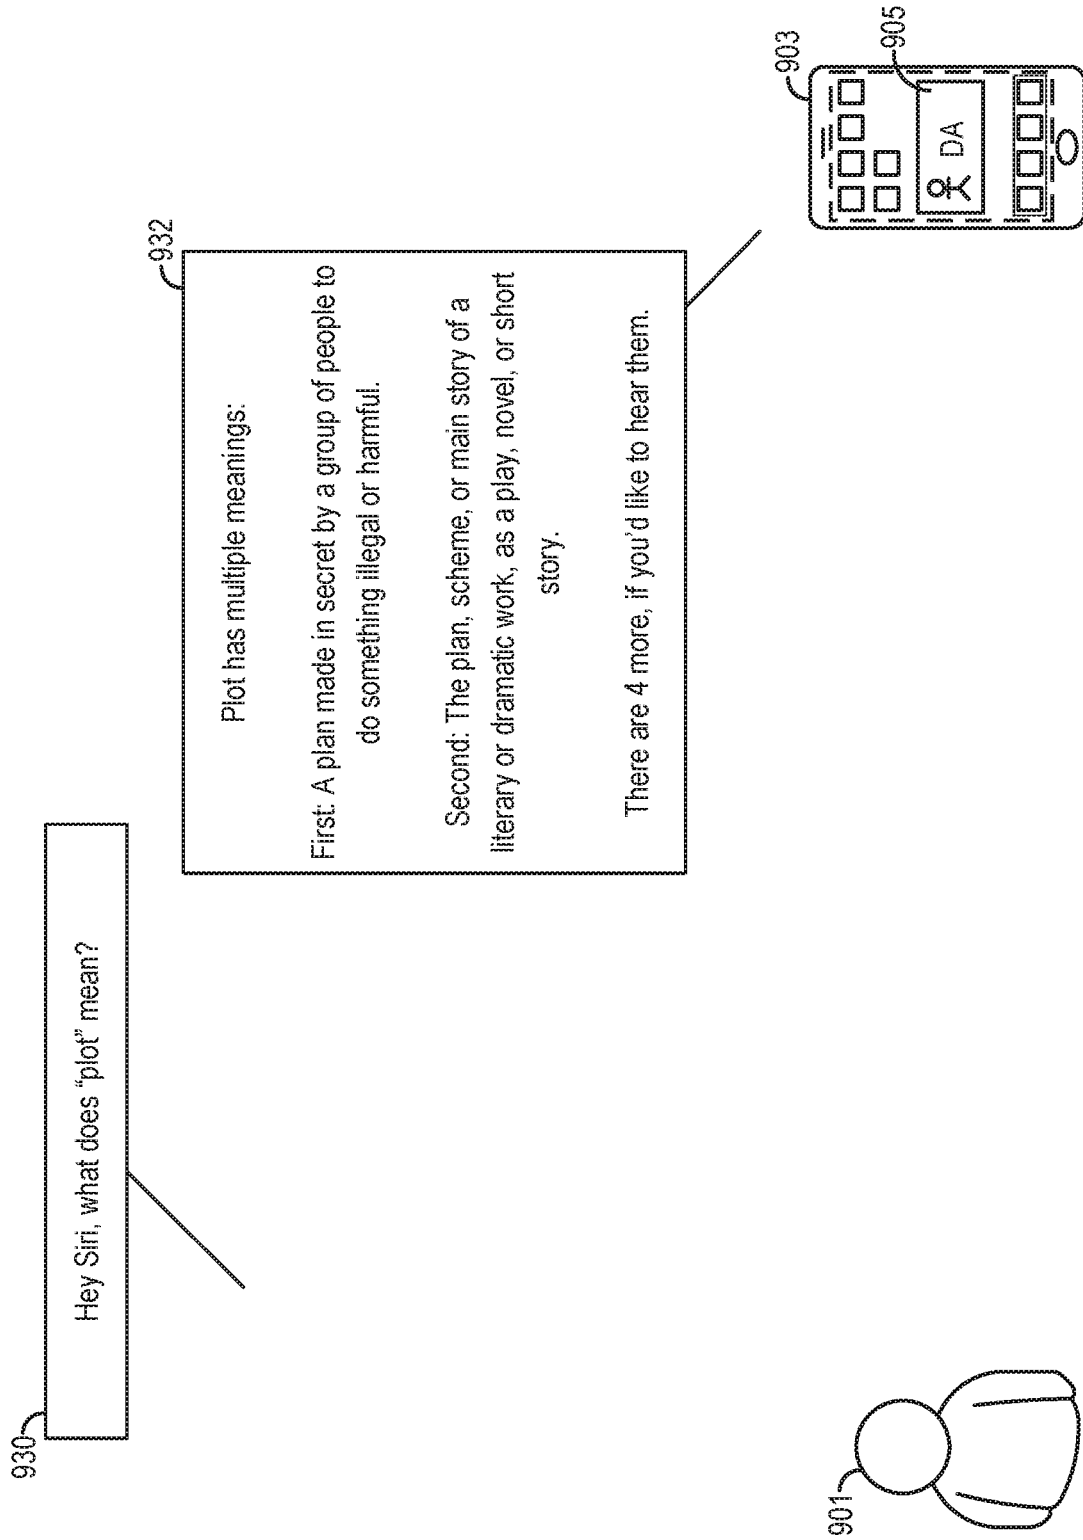 930
Hey Siri, what does “plot” mean?
932
Plot has multiple meanings:
First: A plan made in secret by a group of people to
do something illegal or harmful.
Second: The plan, scheme, or main story of a
literary or dramatic work, as a play, novel, or short
story.
There are 4 more, if you’d like to hear them.
901
903
905
DA